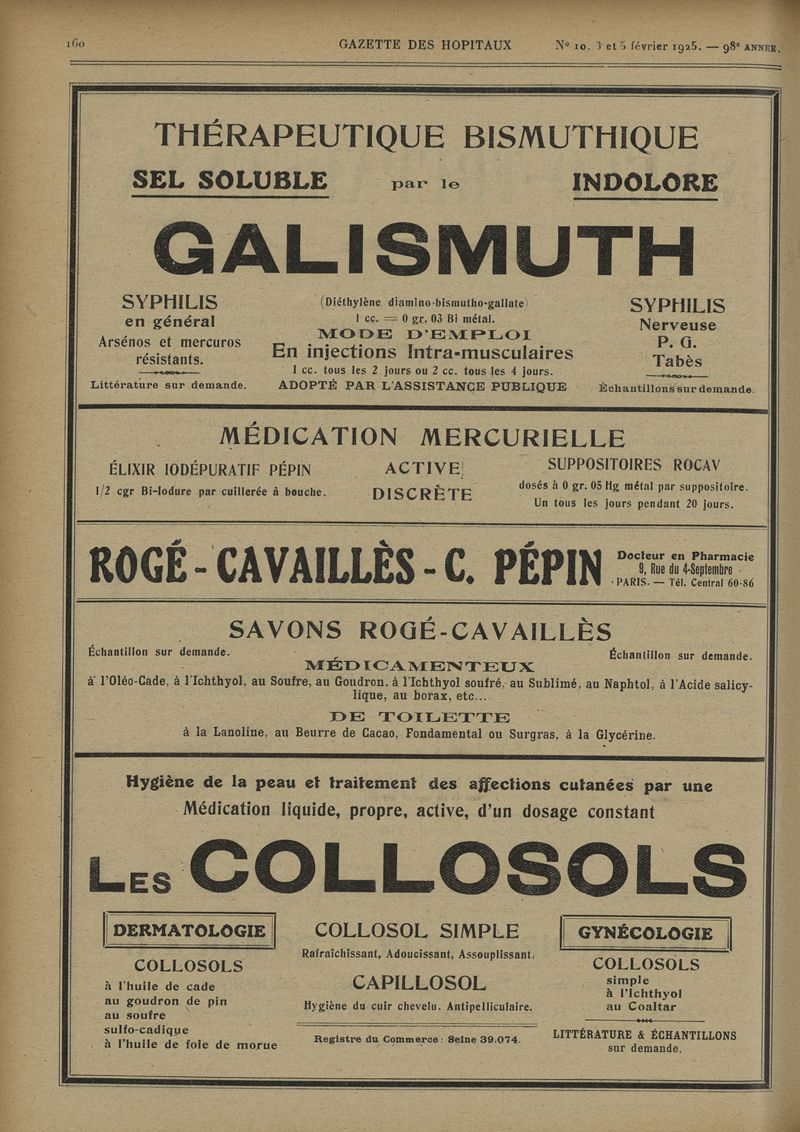 160 GAZETTE DES HOPITAUX Nº 10, 3 et 5 février 1925. — 98e ANNEE.
THÉRAPEUTIQUE BISMUTHIQUE
SEL SOLUBLE par le INDOLORE
GALISMUTH
SYPHILIS
en général
Arsénos et mercuros
résistants.
Littérature sur demande.
(Diéthylène diamino-bismutho-gallate)
1 cc. = 0 gr. 03 Bi métal.
MODE D'EMPLOI
En injections Intra-musculaires
1 cc. tous les 2 jours ou 2 cc. tous les 4 jours.
ADOPTÉ PAR L'ASSISTANCE PUBLIQUE
SYPHILIS
Nerveuse
P. G.
Tabès
Échantillons sur demande.
MÉDICATION MERCURIELLE
ÉLIXIR IODÉPURATIF PÉPIN
1/2 cgr Bi-Iodure par cuillerée à bouche.
ACTIVE
DISCRÈTE
SUPPOSITOIRES ROCAV
dosés à 0 gr. 05 Hg métal par suppositoire.
Un tous les jours pendant 20 jours.
ROGÉ - CAVAILLÈS - C. PÉPIN
Docteur en Pharmacie
9, Rue du 4-Septembre
PARIS. — Tél. Central 60-86
SAVONS ROGÉ-CAVAILLÈS
Échantillon sur demande. Échantillon sur demande.
MÉDICAMENTEUX
à l'Oléo-Cade, à l'Ichthyol, au Soufre, au Goudron, à l'Ichthyol soufré, au Sublimé, au Naphtol, à l'Acide salicy-
lique, au borax, etc...
DE TOILETTE
à la Lanoline, au Beurre de Cacao, Fondamental ou Surgras, à la Glycérine.
Hygiène de la peau et traitement des affections cutanées par une
Médication liquide, propre, active, d'un dosage constant
LES COLLOSOLS
DERMATOLOGIE
COLLOSOLS
à l'huile de cade
au goudron de pin
au soufre
sulfo-cadique
à l'huile de foie de morue
COLLOSOL SIMPLE
Rafraîchissant, Adoucissant, Assouplissant.
CAPILLOSOL
Hygiène du cuir chevelu. Antipelliculaire.
Registre du Commerce : Seine 39.074.
GYNÉCOLOGIE
COLLOSOLS
simple
à l'Ichthyol
au Coaltar
LITTÉRATURE & ÉCHANTILLONS
sur demande.